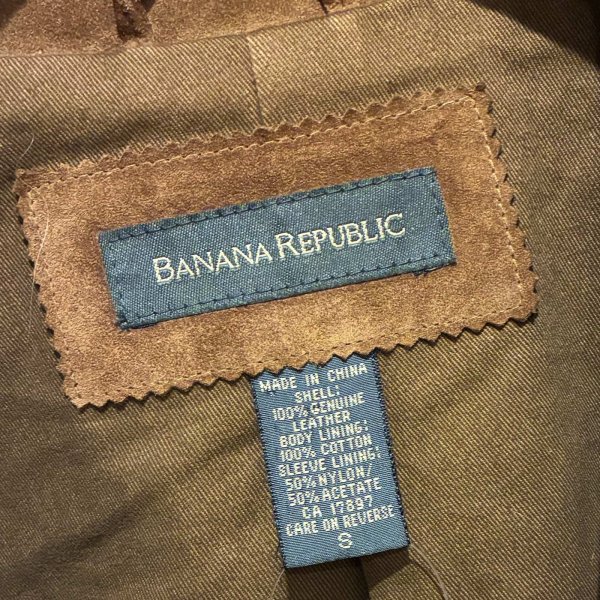 BANANA REPUBLIC
MADE IN CHINA
SHELL:
100% GENUINE
LEATHER
BODY LINING:
100% COTTON
SLEEVE LINING:
50% NYLON/
50% ACETATE
CA 17897
CARE ON REVERSE
S